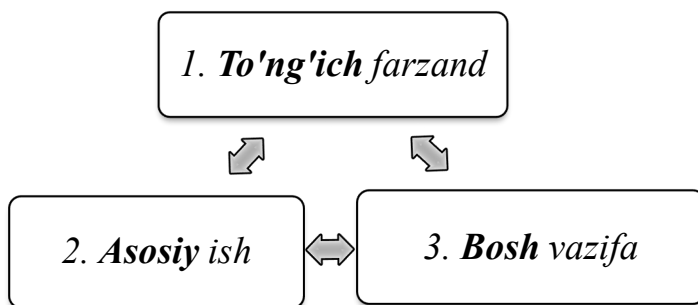 1. To'ng'ich farzand
2. Asosiy ish
3. Bosh vazifa